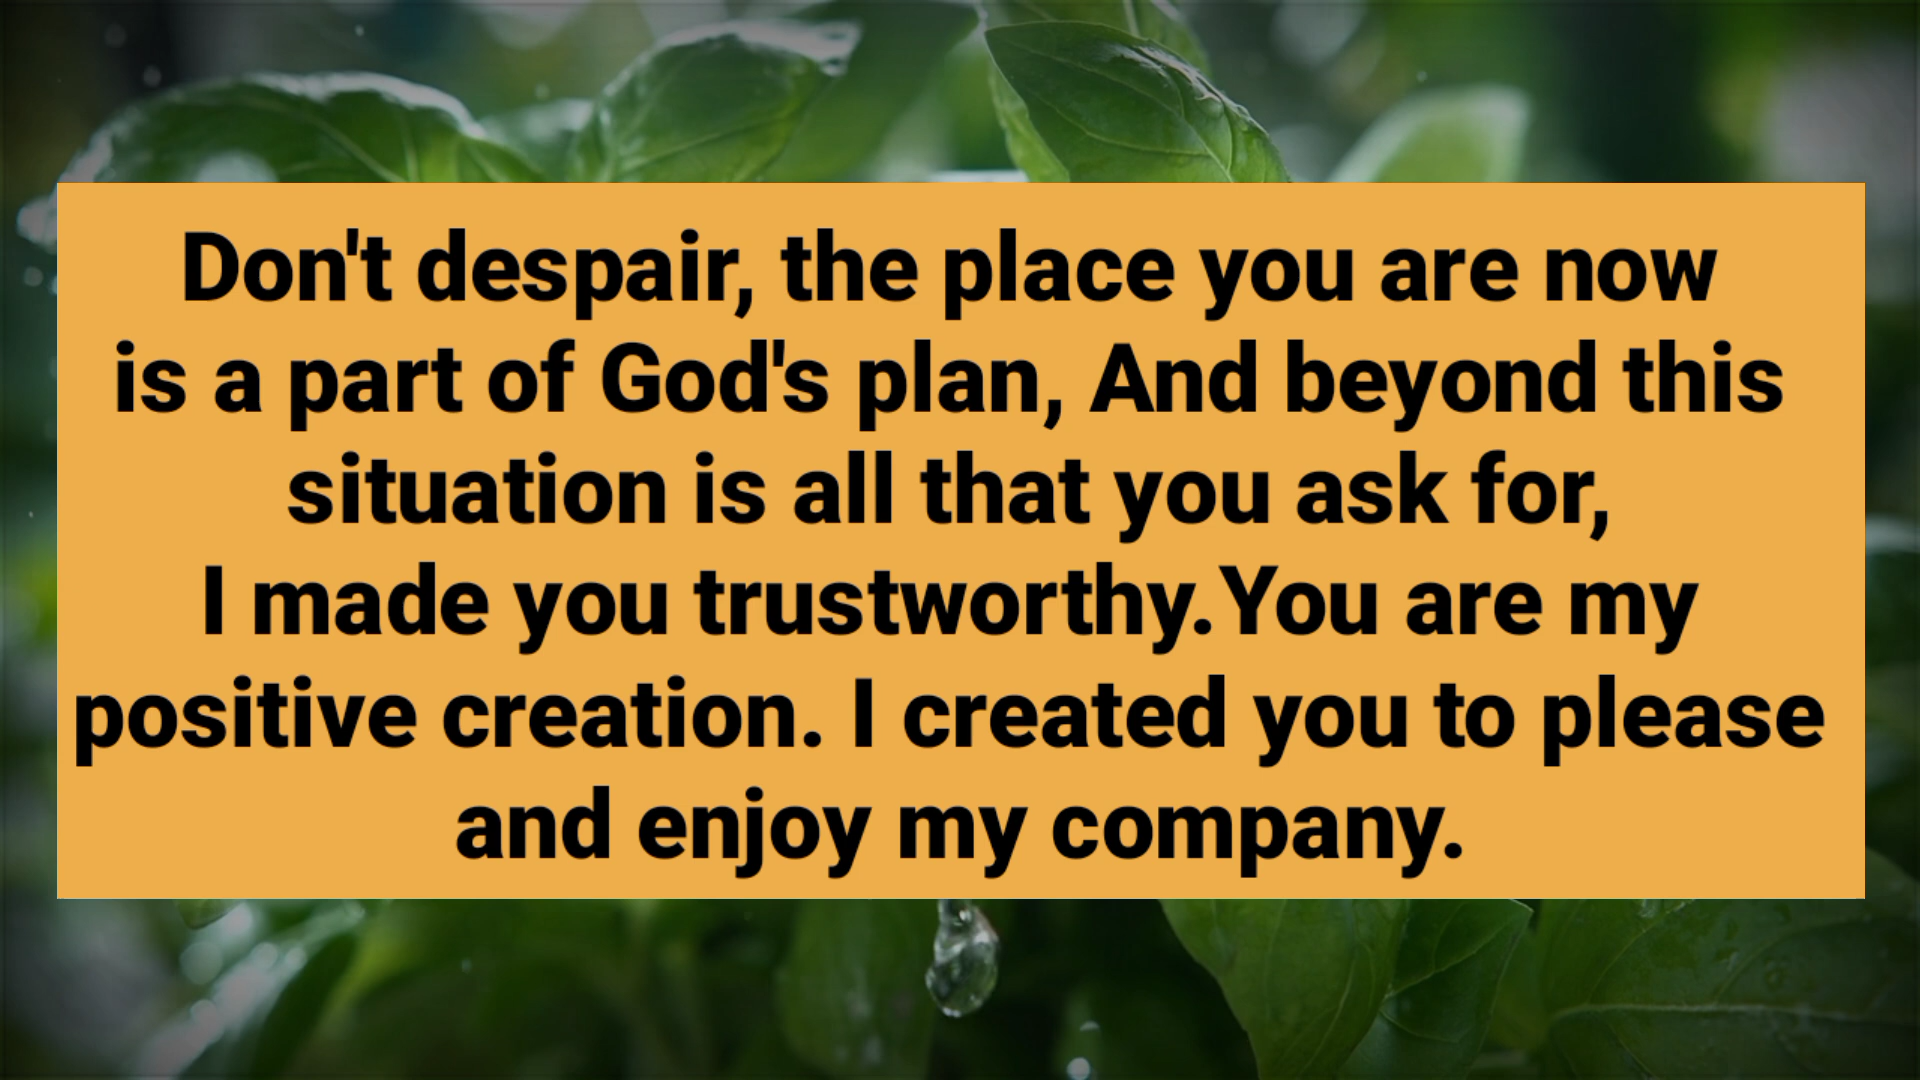 Don't despair, the place you are now
is a part of God's plan, And beyond this
situation is all that you ask for,
I made you trustworthy.You are my
positive creation. I created you to please
and enjoy my company.